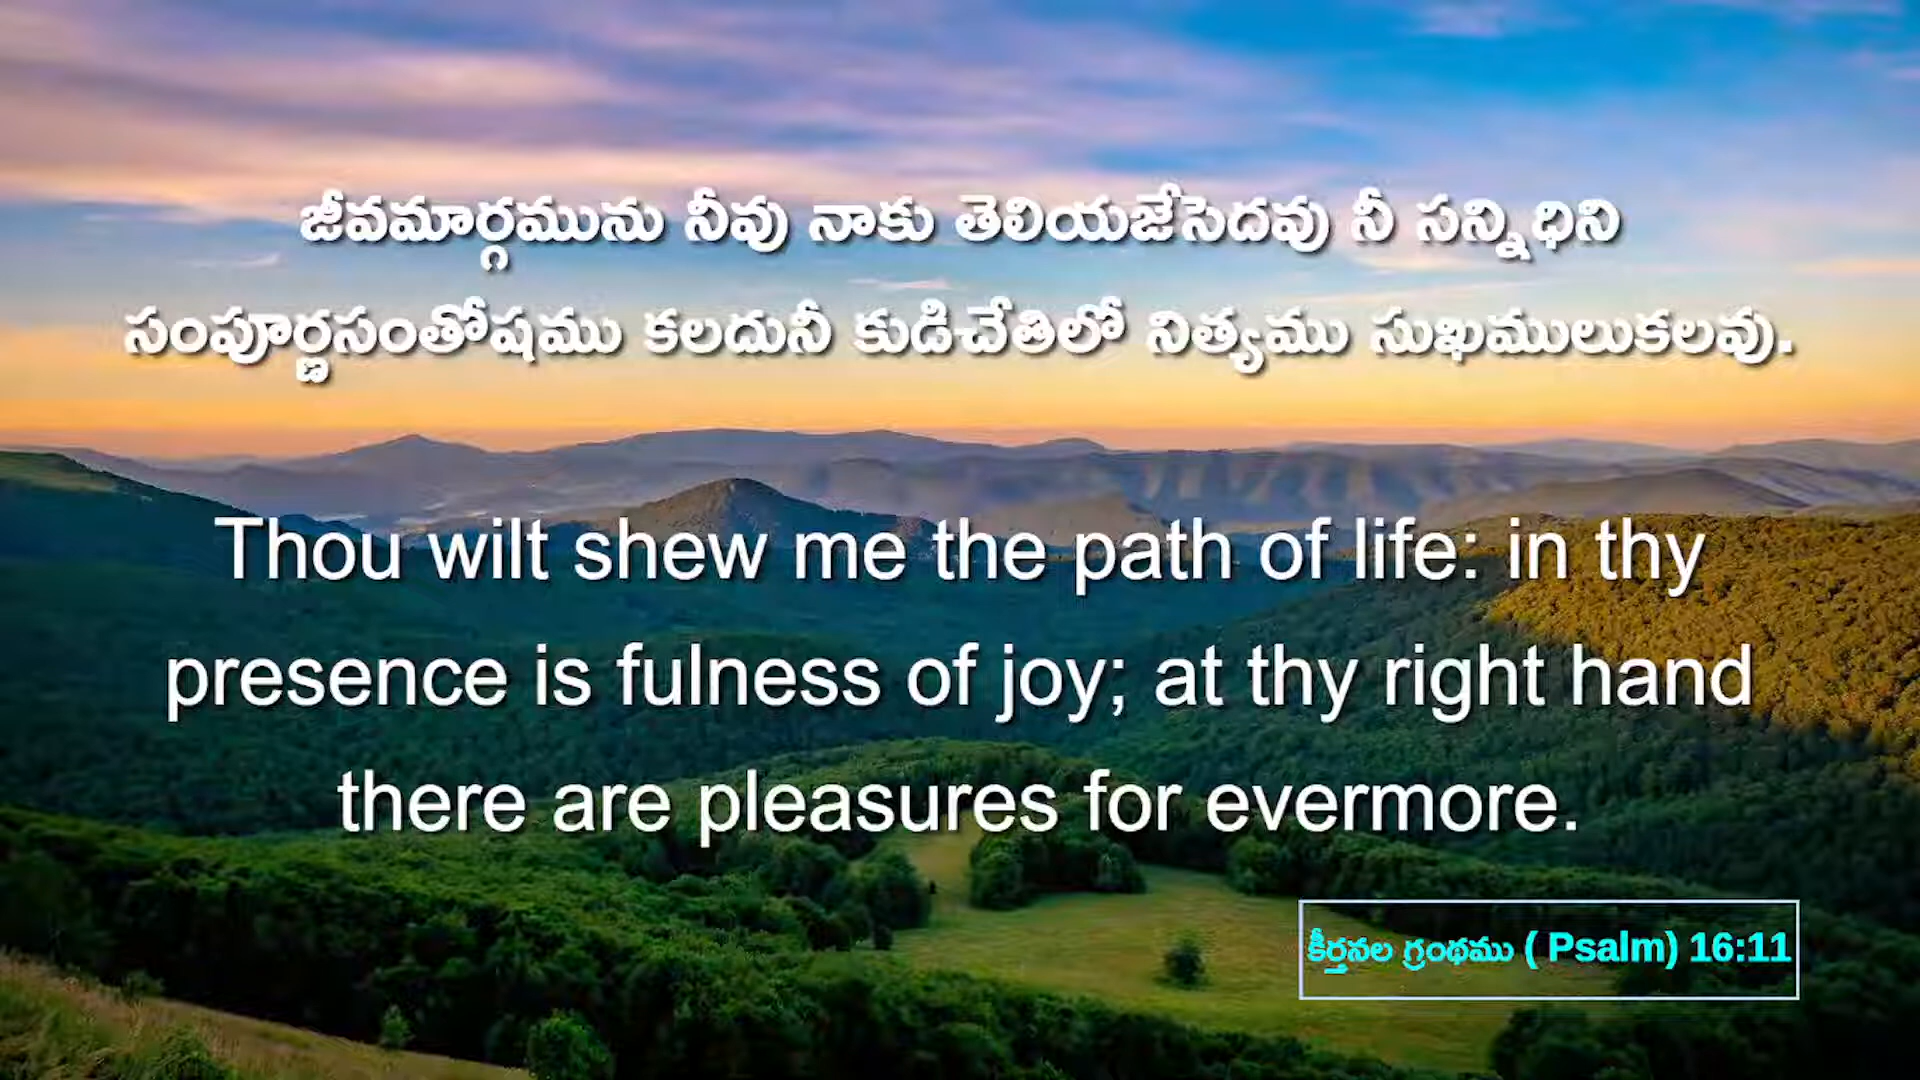 జీవమార్గమును నీవు నాకు తెలియజేసెదవు నీ సన్నిధిని
సంపూర్ణసంతోషము కలదునీ కుడిచేతిలో నిత్యము సుఖములుకలవు.
Thou wilt shew me the path of life: in thy
presence is fulness of joy; at thy right hand
there are pleasures for evermore.
కీర్తనల గ్రంథము ( Psalm) 16:11